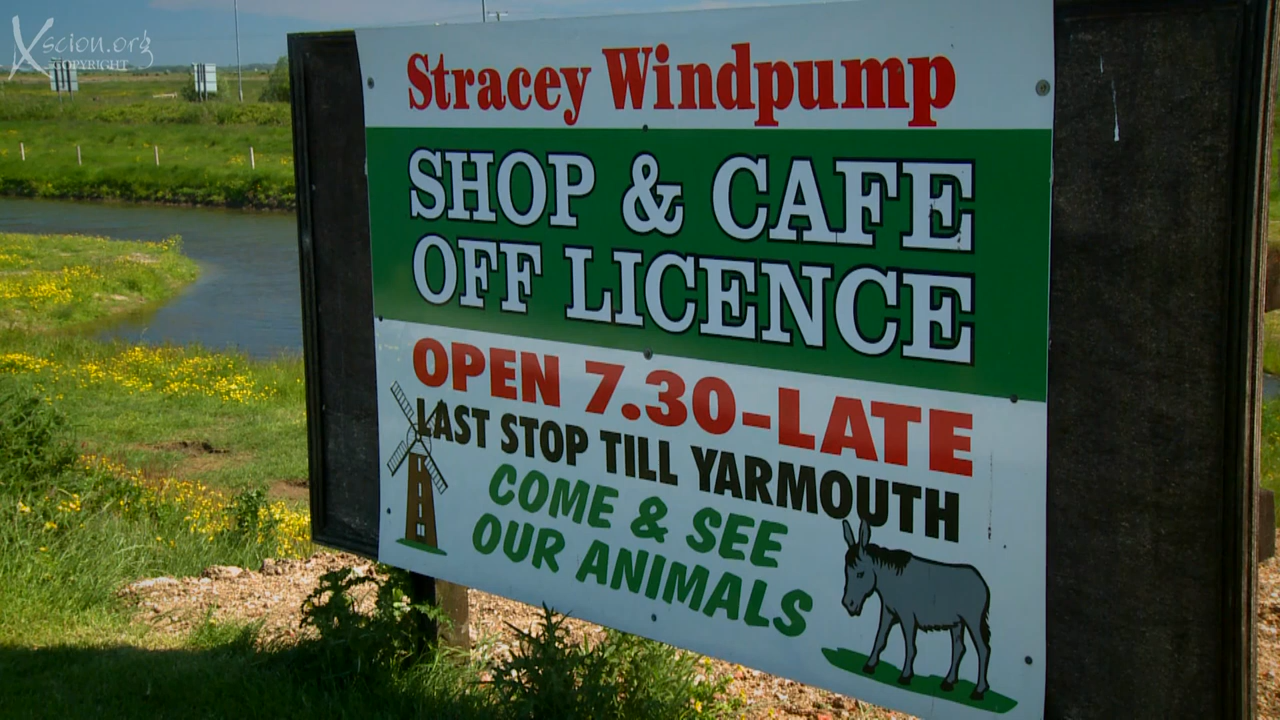 Xscion.org
COPYRIGHT
Stracey Windpump
SHOP & CAFE
OFF LICENCE
OPEN 7.30-LATE
LAST STOP TILL YARMOUTH
COME & SEE
OUR ANIMALS